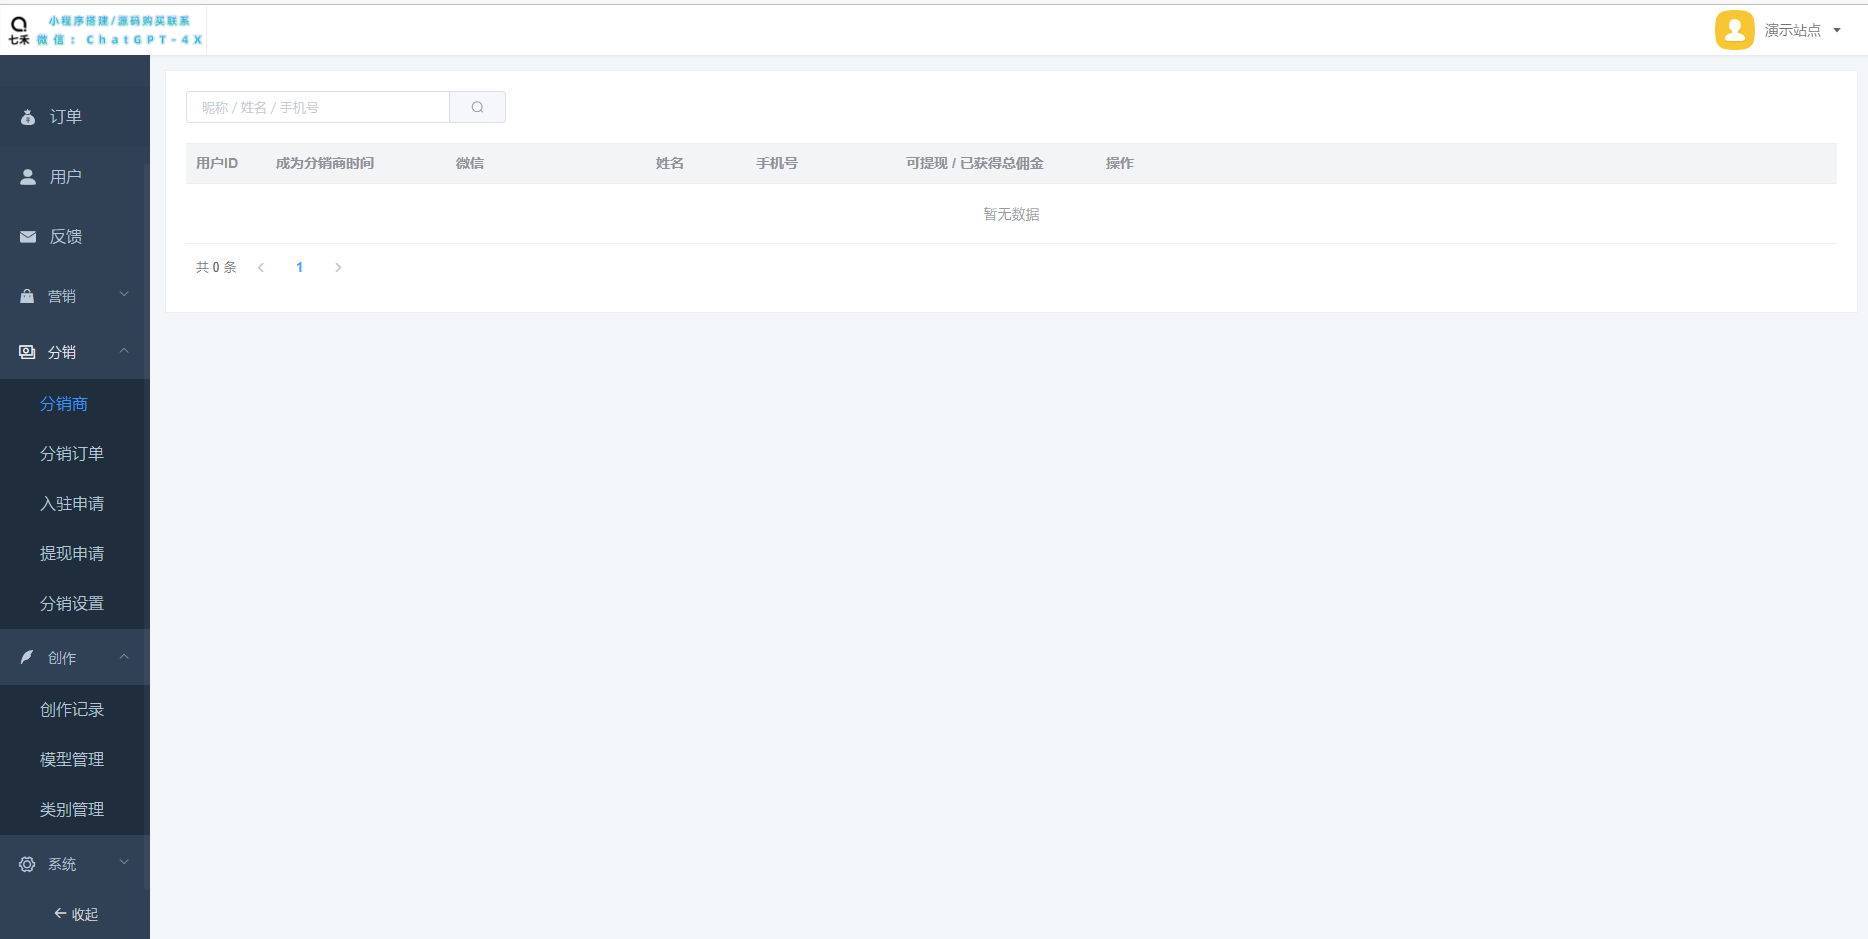 小程序搭建/源码购买联系
七禾 微信：ChatGPT-4X
演示站点
订单
用户
反馈
营销
分销
分销商
分销订单
入驻申请
提现申请
分销设置
创作
创作记录
模型管理
类别管理
系统
收起
昵称 / 姓名 / 手机号
用户ID 成为分销商时间 微信 姓名 手机号 可提现 / 已获得总佣金 操作
暂无数据
共 0 条 1